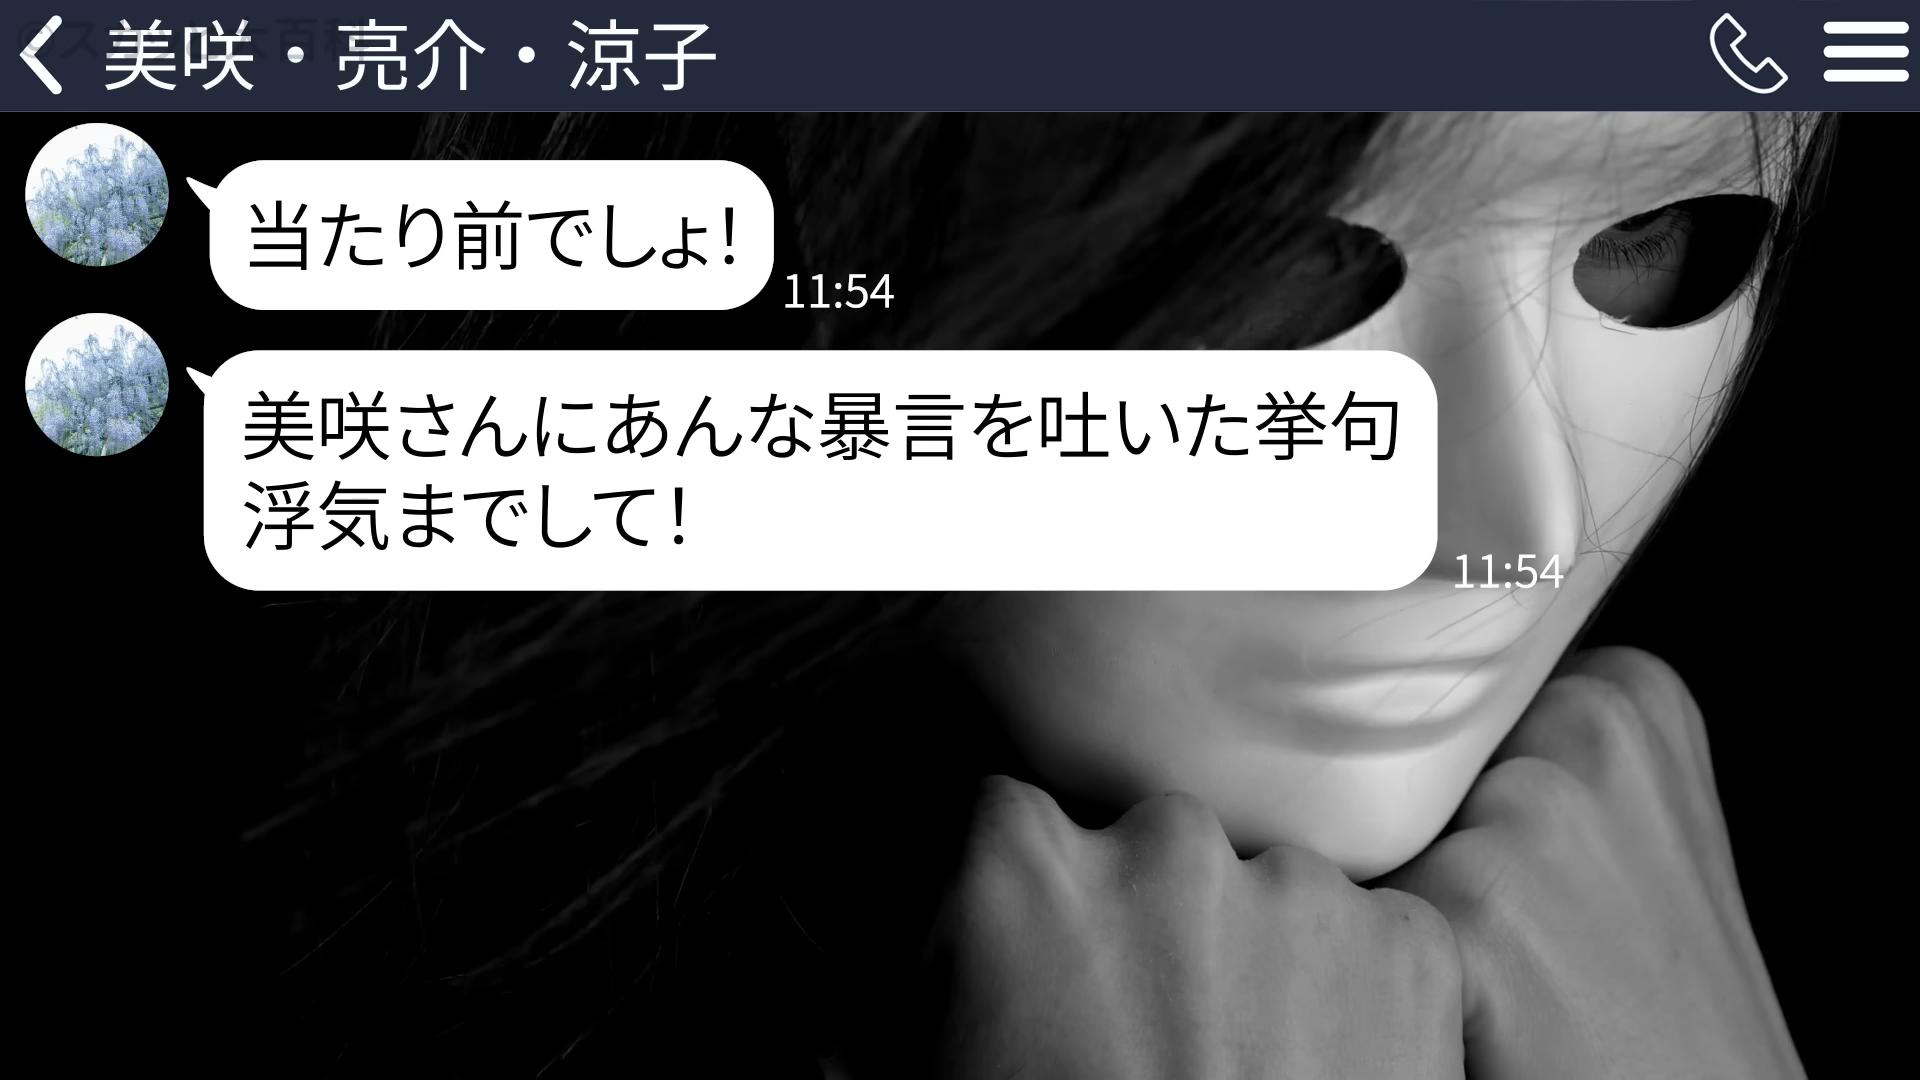 美咲・亮介・涼子
当たり前でしょ！
11:54
美咲さんにあんな暴言を吐いた挙句
浮気までして！
11:54